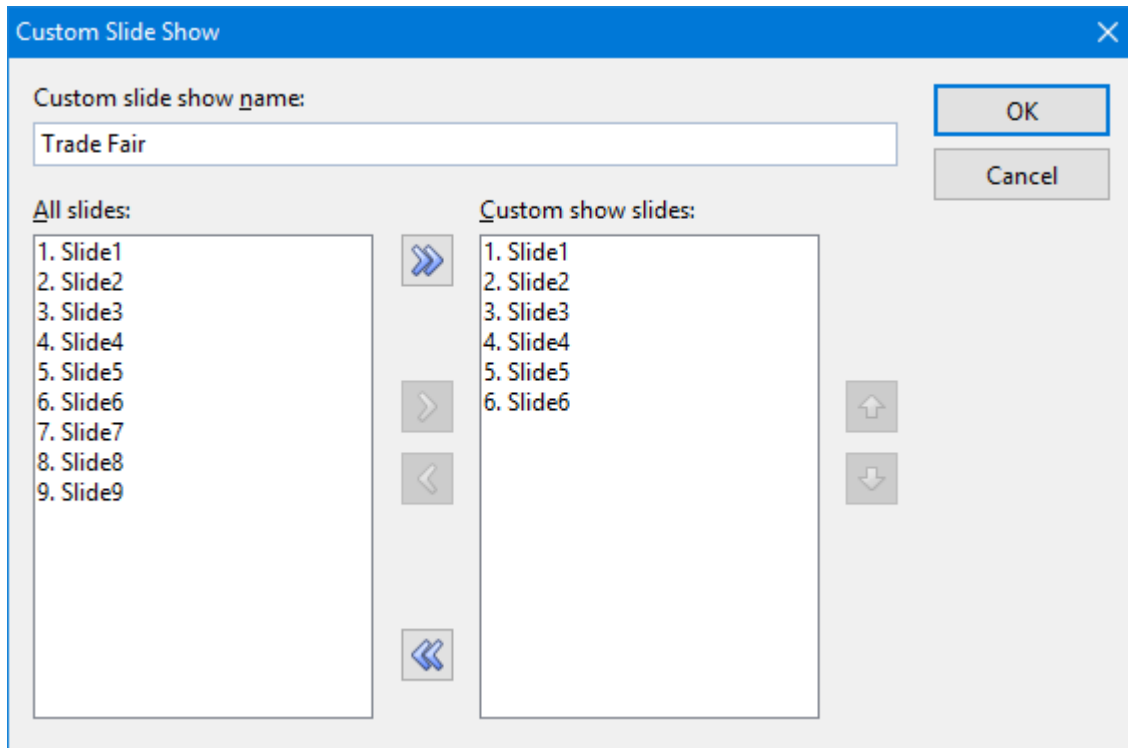 Custom Slide Show
Custom slide show name:
Trade Fair
OK
Cancel
All slides:
1. Slide1
2. Slide2
3. Slide3
4. Slide4
5. Slide5
6. Slide6
7. Slide7
8. Slide8
9. Slide9
Custom show slides:
1. Slide1
2. Slide2
3. Slide3
4. Slide4
5. Slide5
6. Slide6